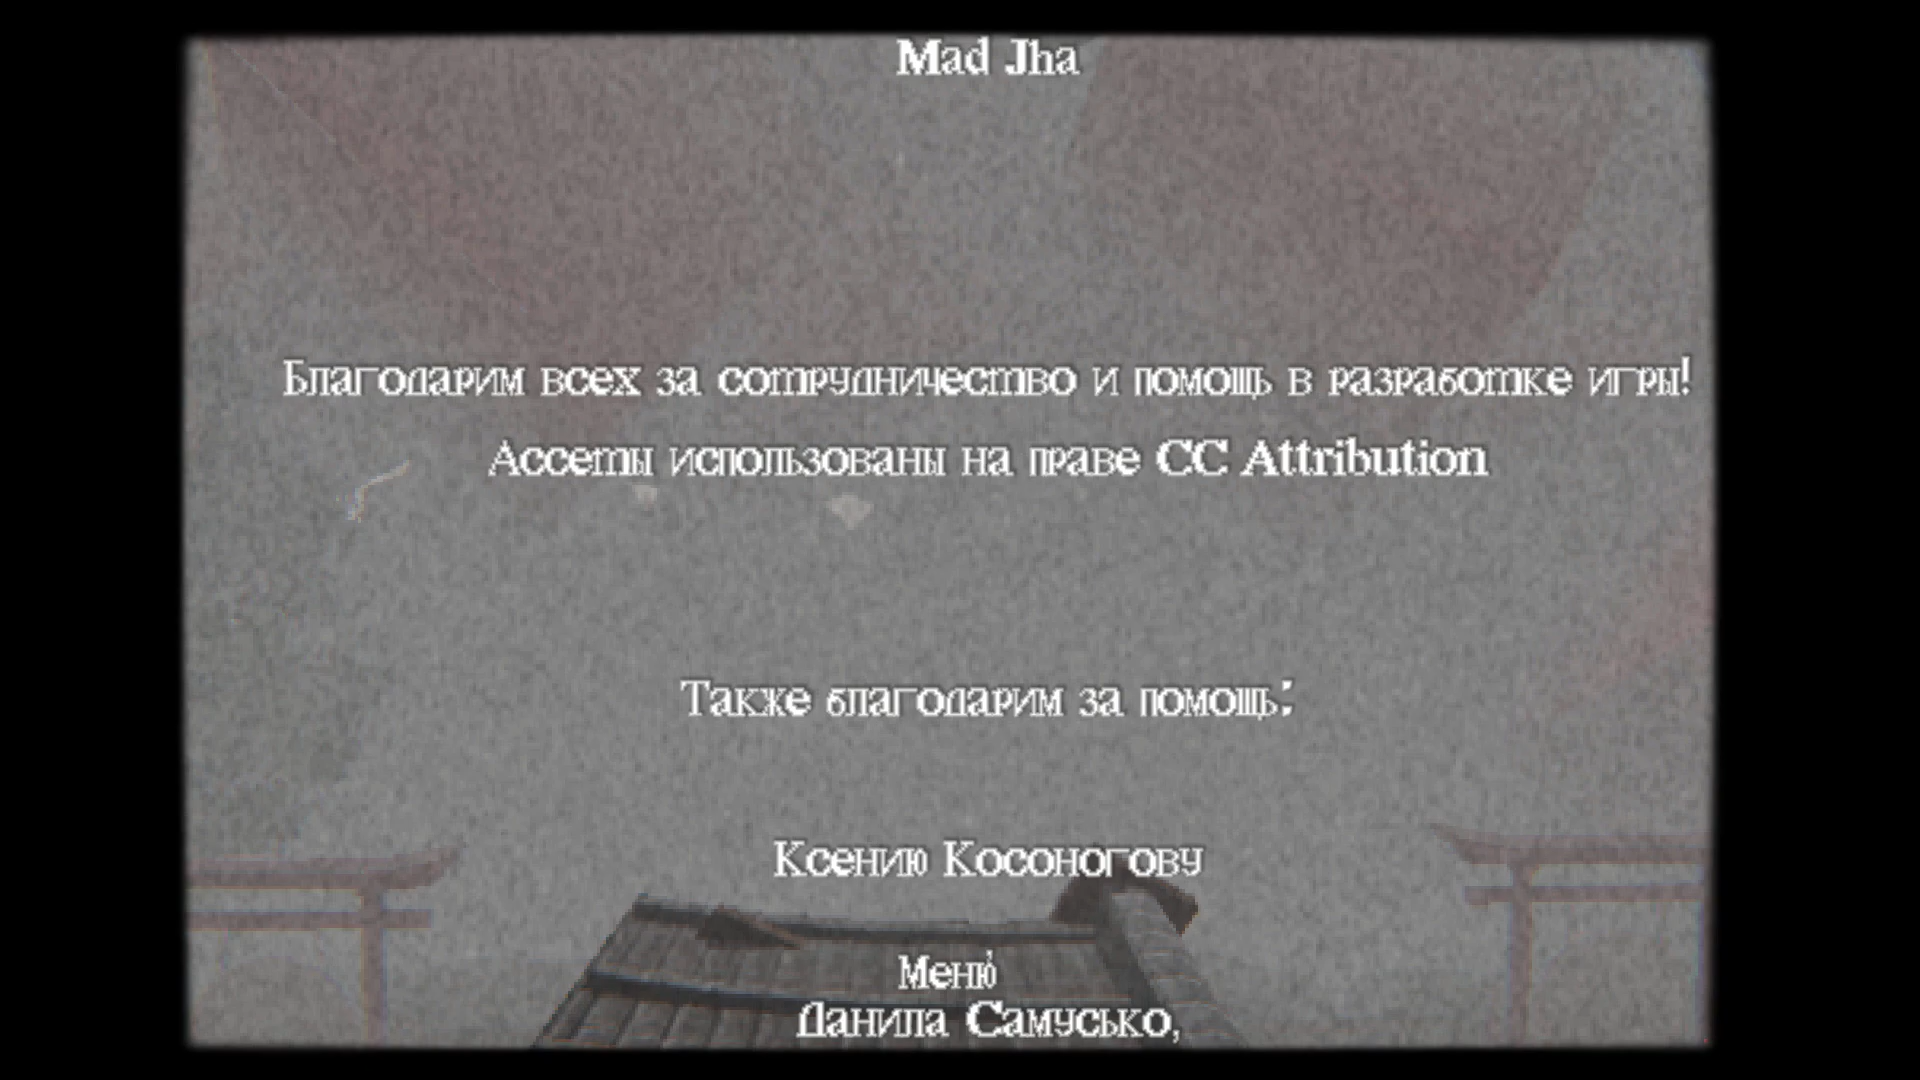 Mad Jha
Благодарим всех за сотрудничество и помощь в разработке игры!
Ассеты использованы на праве CC Attribution
Также благодарим за помощь:
Ксению Косоногову
Меню
Данила Самусько,